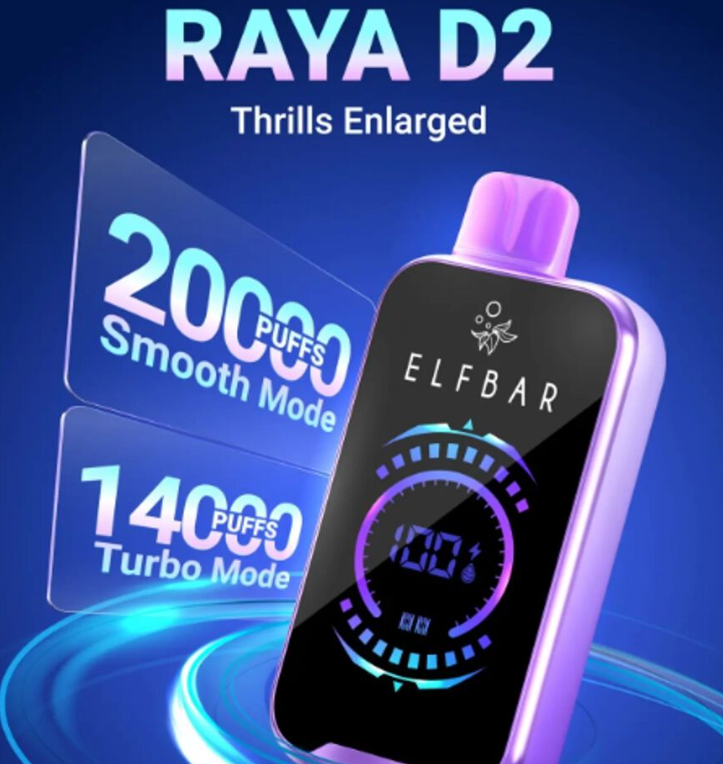 RAYA D2
Thrills Enlarged
20000
PUFFS
Smooth Mode
14000
PUFFS
Turbo Mode
ELFBAR
100